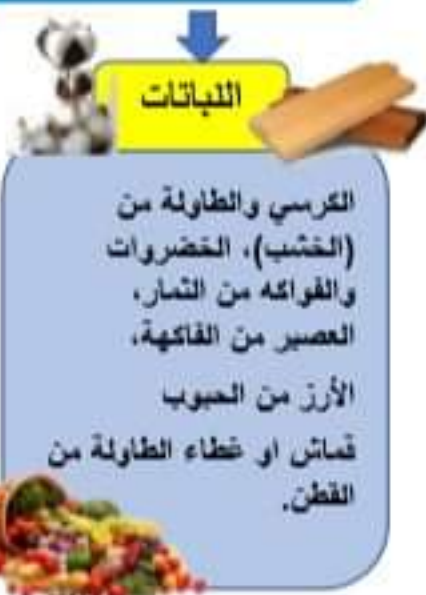 النباتات
الكرسي والطاولة من
(الخشب)، الخضروات
والفواكه من الثمار،
العصير من الفاكهة،
الأرز من الحبوب
قماش او غطاء الطاولة من
القطن.